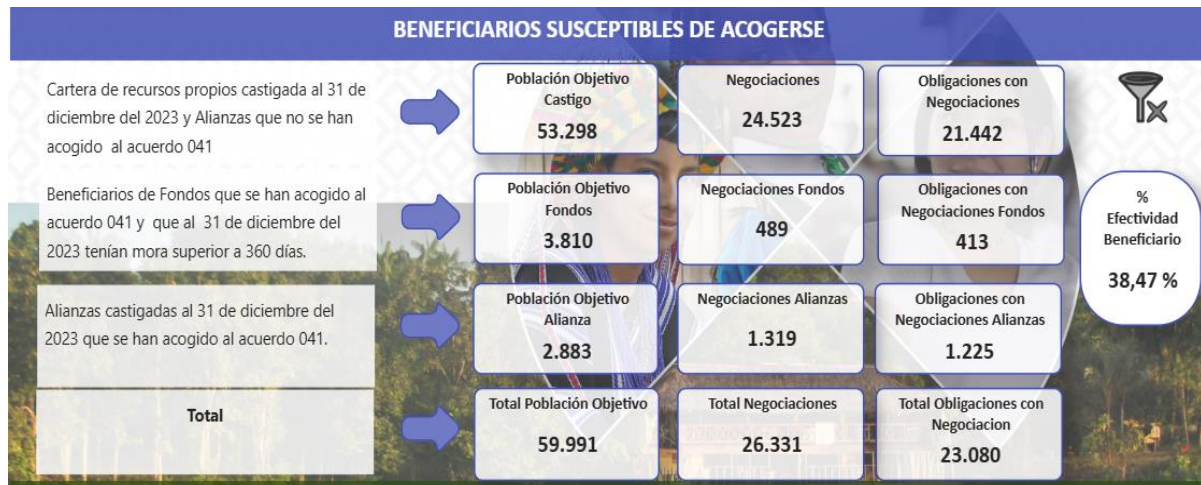 BENEFICIARIOS SUSCEPTIBLES DE ACOGERSE
Cartera de recursos propios castigada al 31 de
diciembre del 2023 y Alianzas que no se han
acogido al acuerdo 041
Población Objetivo
Castigo
53.298
Negociaciones
24.523
Obligaciones con
Negociaciones
21.442
Beneficiarios de Fondos que se han acogido al
acuerdo 041 y que al 31 de diciembre del
2023 tenían mora superior a 360 días.
Población Objetivo
Fondos
3.810
Negociaciones Fondos
489
Obligaciones con
Negociaciones Fondos
413
%
Efectividad
Beneficiario
38,47 %
Alianzas castigadas al 31 de diciembre del
2023 que se han acogido al acuerdo 041.
Población Objetivo
Alianza
2.883
Negociaciones Alianzas
1.319
Obligaciones con
Negociaciones Alianzas
1.225
Total
Total Población Objetivo
59.991
Total Negociaciones
26.331
Total Obligaciones con
Negociacion
23.080